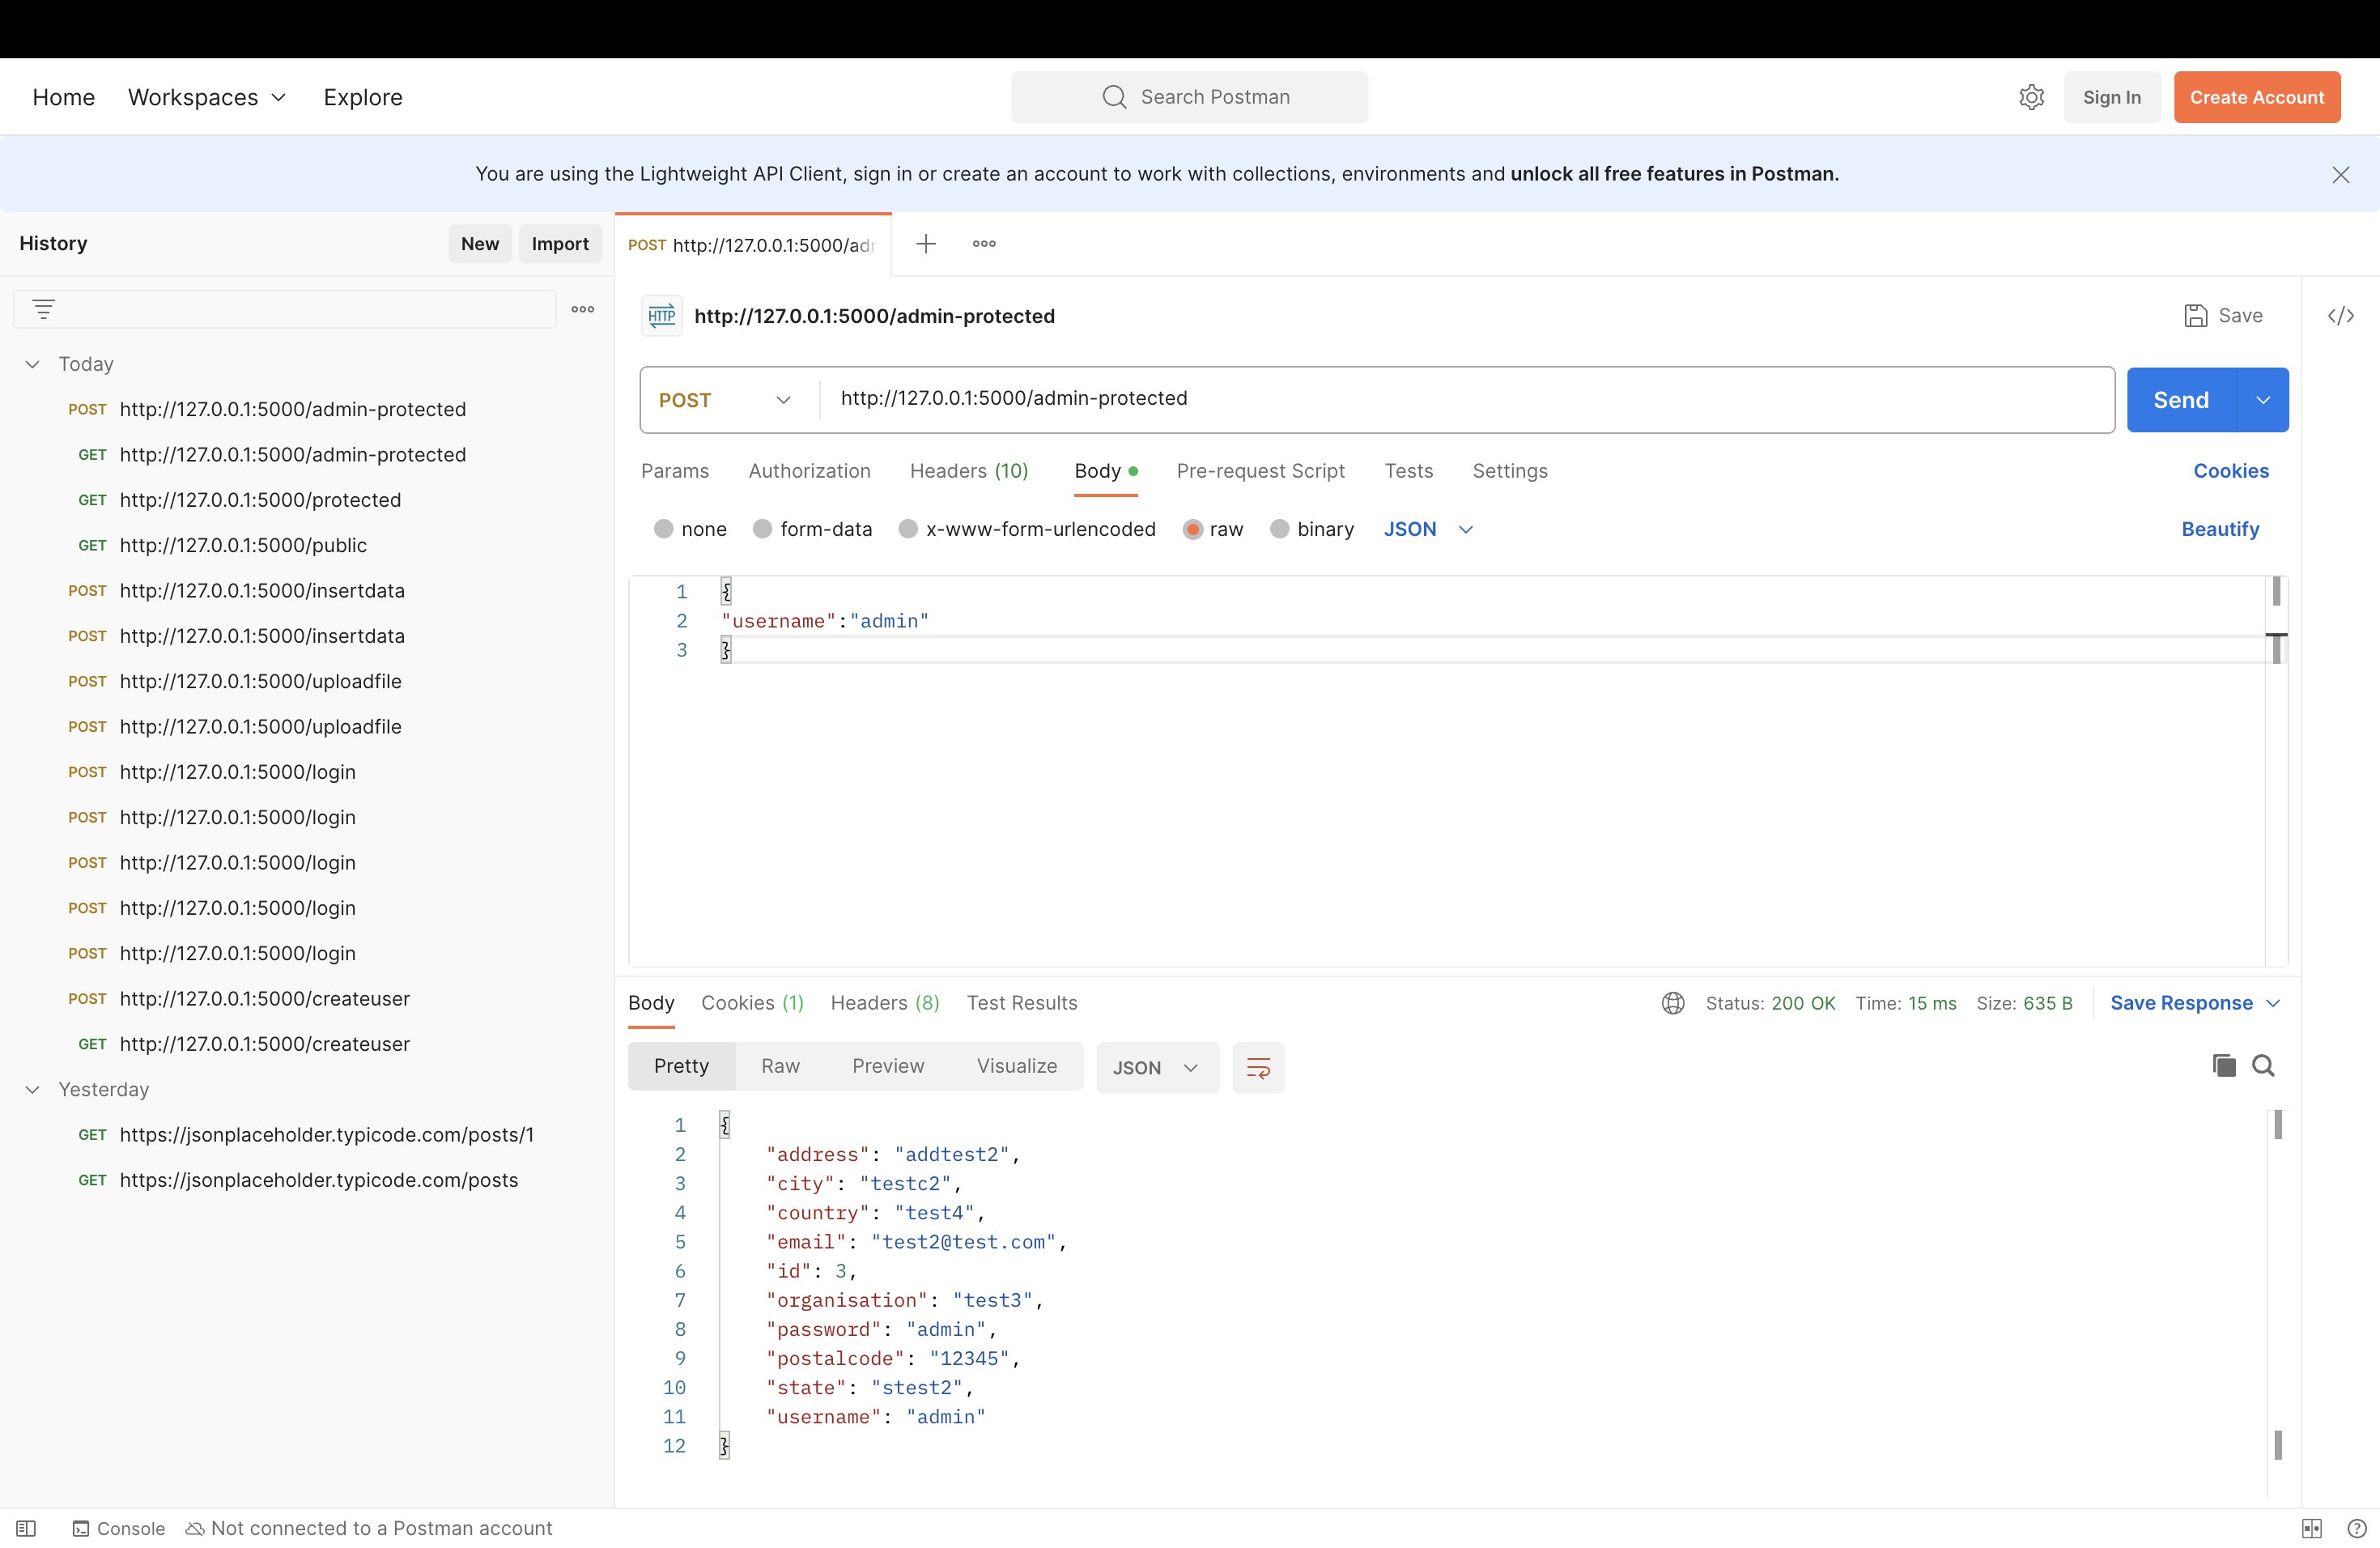 Home Workspaces Explore Search Postman Sign In Create Account
You are using the Lightweight API Client, sign in or create an account to work with collections, environments and unlock all free features in Postman.
History New Import
Today
POST http://127.0.0.1:5000/admin-protected
GET http://127.0.0.1:5000/admin-protected
GET http://127.0.0.1:5000/protected
GET http://127.0.0.1:5000/public
POST http://127.0.0.1:5000/insertdata
POST http://127.0.0.1:5000/insertdata
POST http://127.0.0.1:5000/uploadfile
POST http://127.0.0.1:5000/uploadfile
POST http://127.0.0.1:5000/login
POST http://127.0.0.1:5000/login
POST http://127.0.0.1:5000/login
POST http://127.0.0.1:5000/login
POST http://127.0.0.1:5000/login
POST http://127.0.0.1:5000/createuser
GET http://127.0.0.1:5000/createuser
Yesterday
GET https://jsonplaceholder.typicode.com/posts/1
GET https://jsonplaceholder.typicode.com/posts
POST http://127.0.0.1:5000/adm
HTTP http://127.0.0.1:5000/admin-protected Save </>
POST http://127.0.0.1:5000/admin-protected Send
Params Authorization Headers (10) Body Pre-request Script Tests Settings Cookies
none form-data x-www-form-urlencoded raw binary JSON Beautify
1 {
2 "username":"admin"
3 }
Body Cookies (1) Headers (8) Test Results Status: 200 OK Time: 15 ms Size: 635 B Save Response
Pretty Raw Preview Visualize JSON
1 {
2 "address": "addtest2",
3 "city": "testc2",
4 "country": "test4",
5 "email": "test2@test.com",
6 "id": 3,
7 "organisation": "test3",
8 "password": "admin",
9 "postalcode": "12345",
10 "state": "stest2",
11 "username": "admin"
12 }
Console Not connected to a Postman account